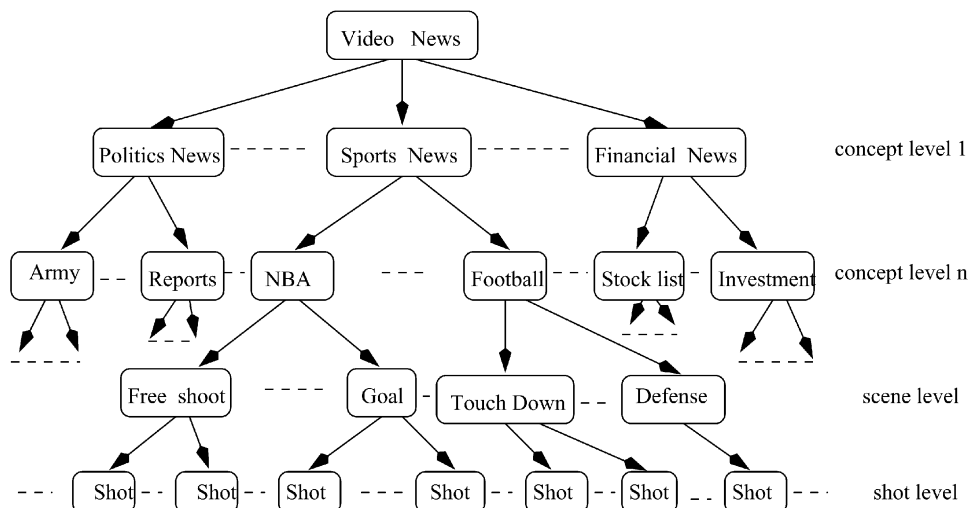 Video News
Politics News
Sports News
Financial News
concept level 1
Army
Reports
NBA
Football
Stock list
Investment
concept level n
Free shoot
Goal
Touch Down
Defense
scene level
Shot
Shot
Shot
Shot
Shot
Shot
Shot
shot level